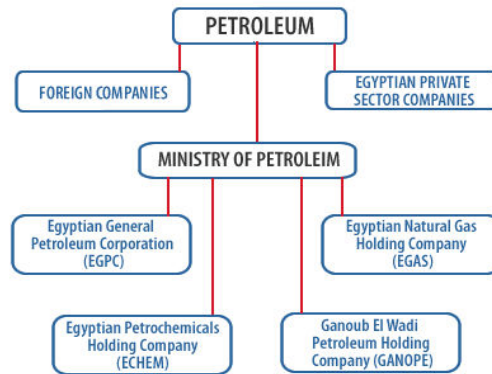 PETROLEUM
FOREIGN COMPANIES
EGYPTIAN PRIVATE
SECTOR COMPANIES
MINISTRY OF PETROLEIM
Egyptian General
Petroleum Corporation
(EGPC)
Egyptian Natural Gas
Holding Company
(EGAS)
Egyptian Petrochemicals
Holding Company
(ECHEM)
Ganoub El Wadi
Petroleum Holding
Company (GANOPE)